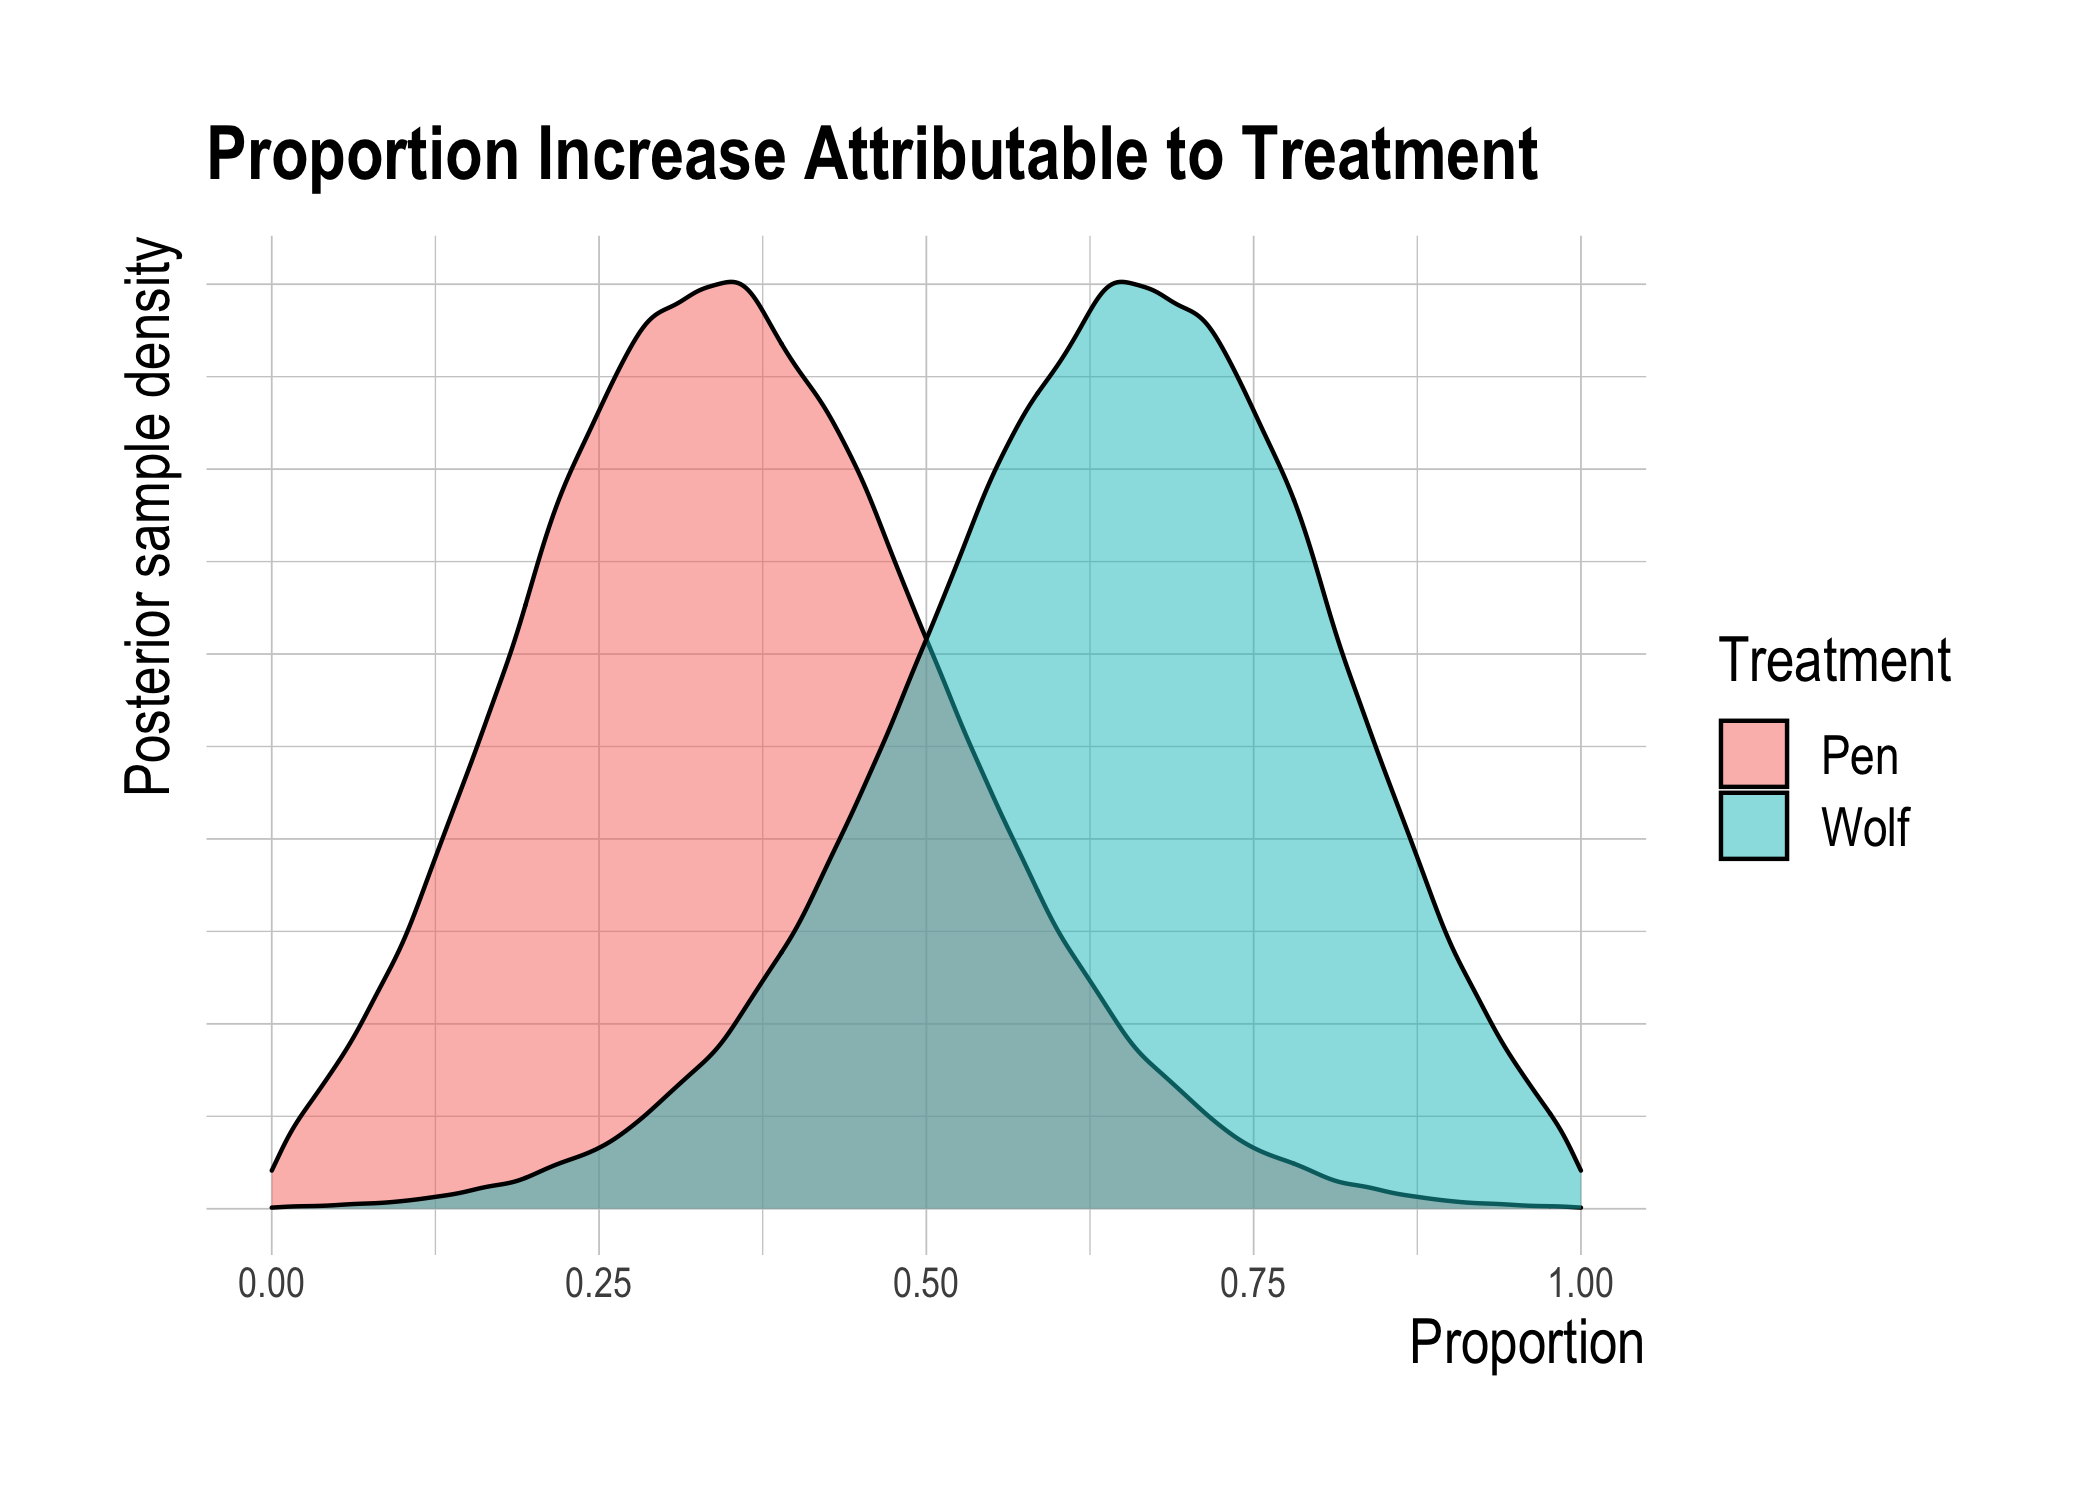 Proportion Increase Attributable to Treatment
Posterior sample density
Treatment
Pen
Wolf
0.00 0.25 0.50 0.75 1.00
Proportion